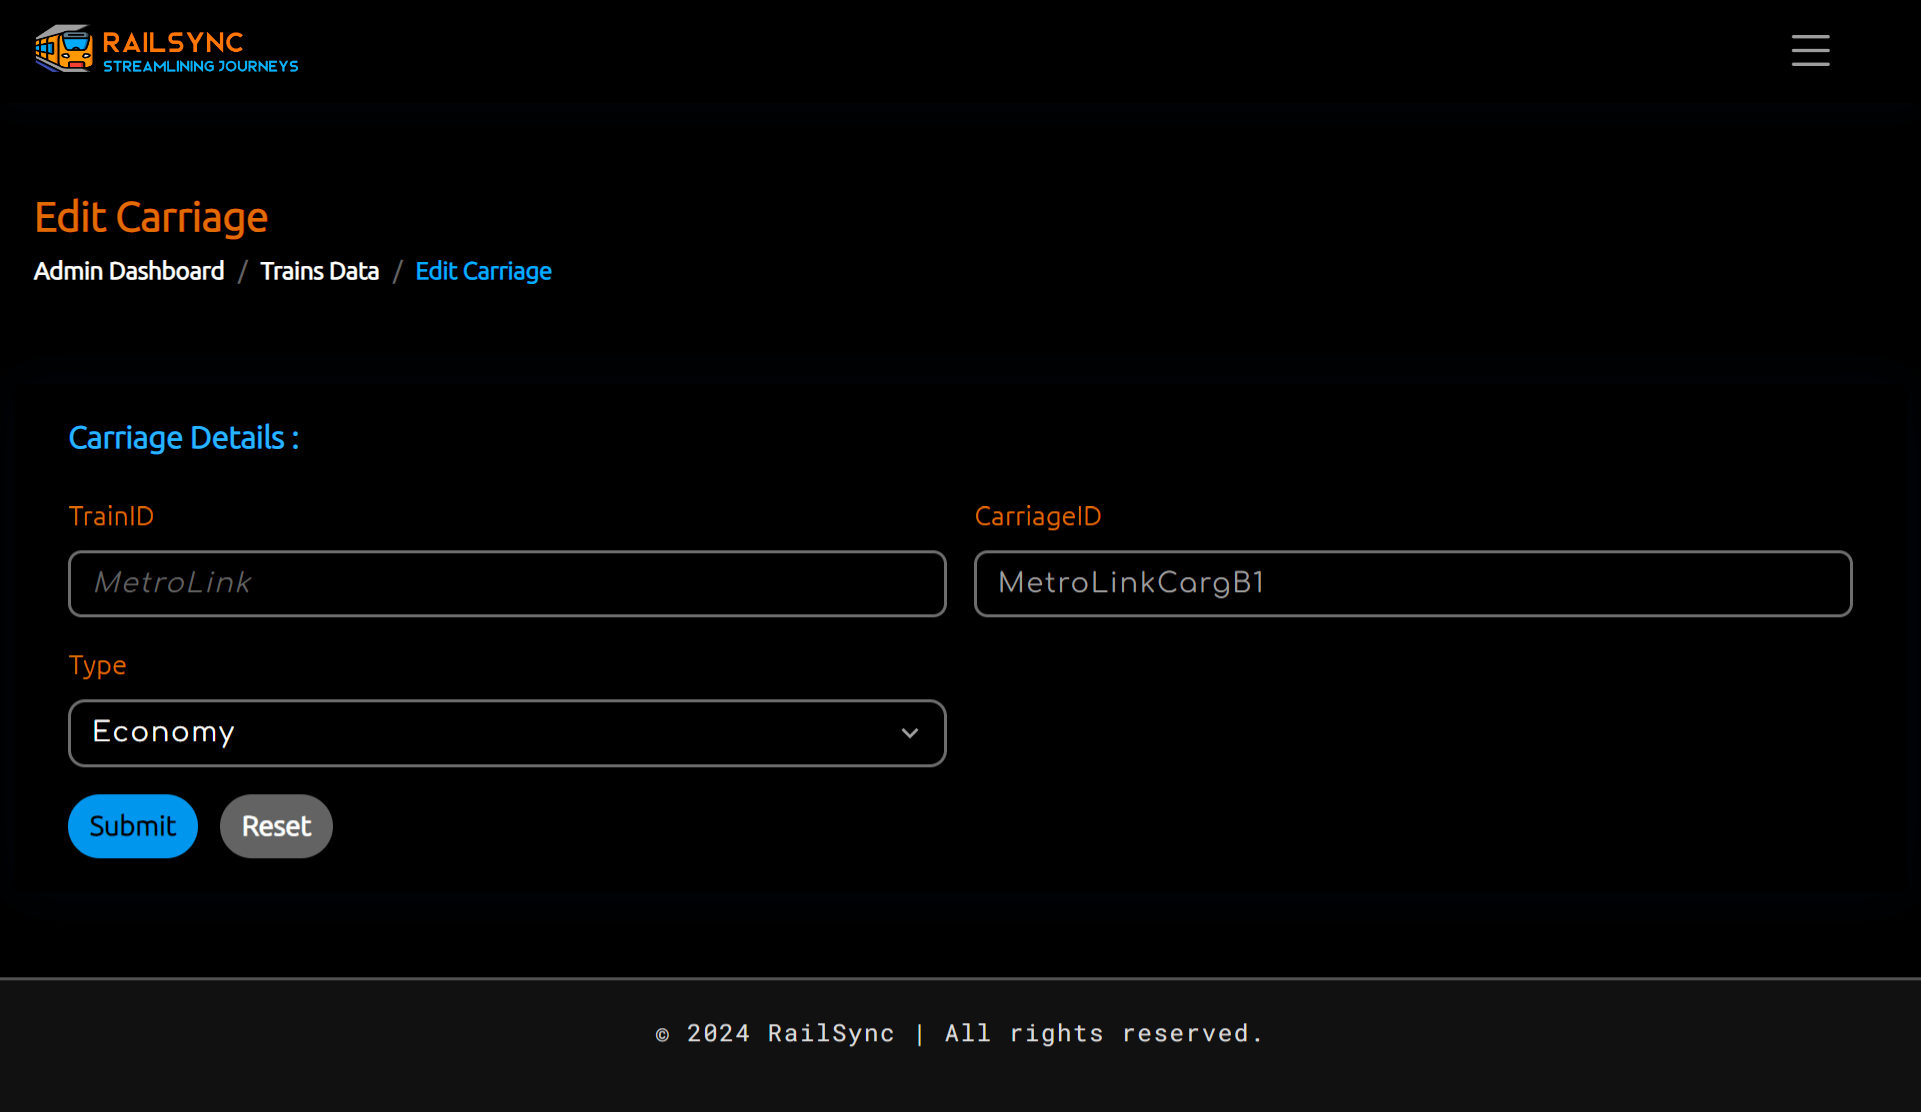 RAILSYNC
STREAMLINING JOURNEYS
Edit Carriage
Admin Dashboard / Trains Data / Edit Carriage
Carriage Details :
TrainID
CarriageID
MetroLink
MetroLinkCargB1
Type
Economy
Submit
Reset
© 2024 RailSync | All rights reserved.